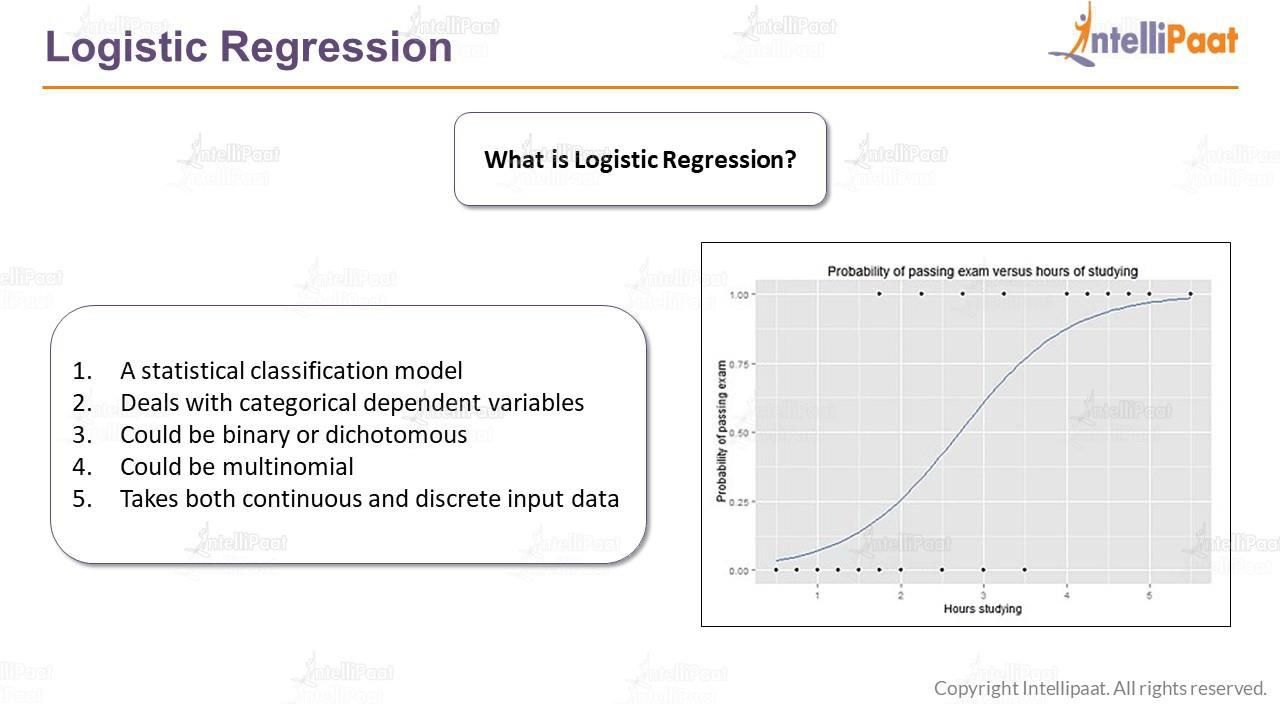 Logistic Regression
IntelliPaat
What is Logistic Regression?
1. A statistical classification model
2. Deals with categorical dependent variables
3. Could be binary or dichotomous
4. Could be multinomial
5. Takes both continuous and discrete input data
Probability of passing exam versus hours of studying
Probability of passing exam
1.00
0.75
0.50
0.25
0.00
1 2 3 4 5
Hours studying
Copyright Intellipaat. All rights reserved.